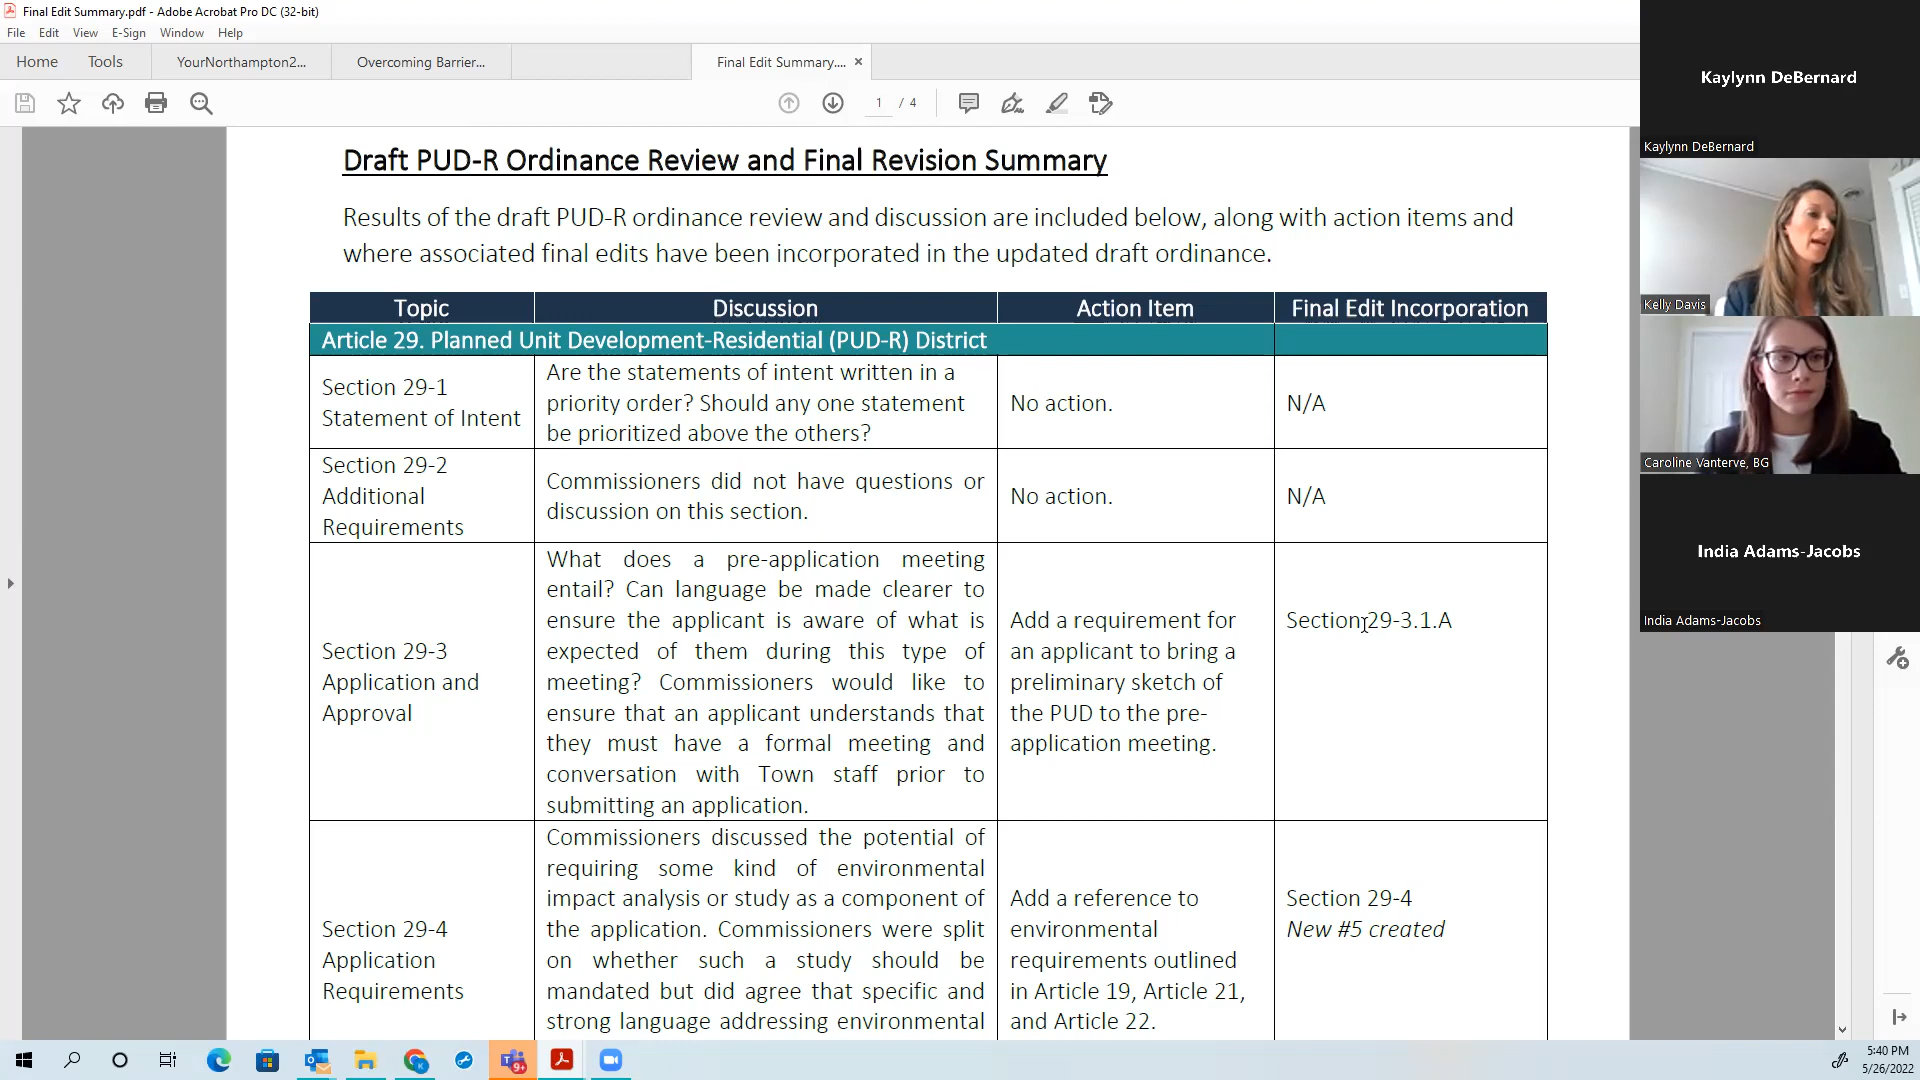 Final Edit Summary.pdf - Adobe Acrobat Pro DC (32-bit)
File Edit View E-Sign Window Help
Home Tools YourNorthampton2... Overcoming Barrier... Final Edit Summary.... ×
1 / 4
Draft PUD-R Ordinance Review and Final Revision Summary
Results of the draft PUD-R ordinance review and discussion are included below, along with action items and
where associated final edits have been incorporated in the updated draft ordinance.
Topic Discussion Action Item Final Edit Incorporation
Article 29. Planned Unit Development-Residential (PUD-R) District
Section 29-1
Statement of Intent
Are the statements of intent written in a
priority order? Should any one statement
be prioritized above the others?
No action.
N/A
Section 29-2
Additional
Requirements
Commissioners did not have questions or
discussion on this section.
No action.
N/A
Section 29-3
Application and
Approval
What does a pre-application meeting
entail? Can language be made clearer to
ensure the applicant is aware of what is
expected of them during this type of
meeting? Commissioners would like to
ensure that an applicant understands that
they must have a formal meeting and
conversation with Town staff prior to
submitting an application.
Add a requirement for
an applicant to bring a
preliminary sketch of
the PUD to the pre-
application meeting.
Section 29-3.1.A
Section 29-4
Application
Requirements
Commissioners discussed the potential of
requiring some kind of environmental
impact analysis or study as a component of
the application. Commissioners were split
on whether such a study should be
mandated but did agree that specific and
strong language addressing environmental
Add a reference to
environmental
requirements outlined
in Article 19, Article 21,
and Article 22.
Section 29-4
New #5 created
Kaylynn DeBernard
Kaylynn DeBernard
Kelly Davis
Caroline Vanterve, BG
India Adams-Jacobs
India Adams-Jacobs
9+
5:40 PM
5/26/2022